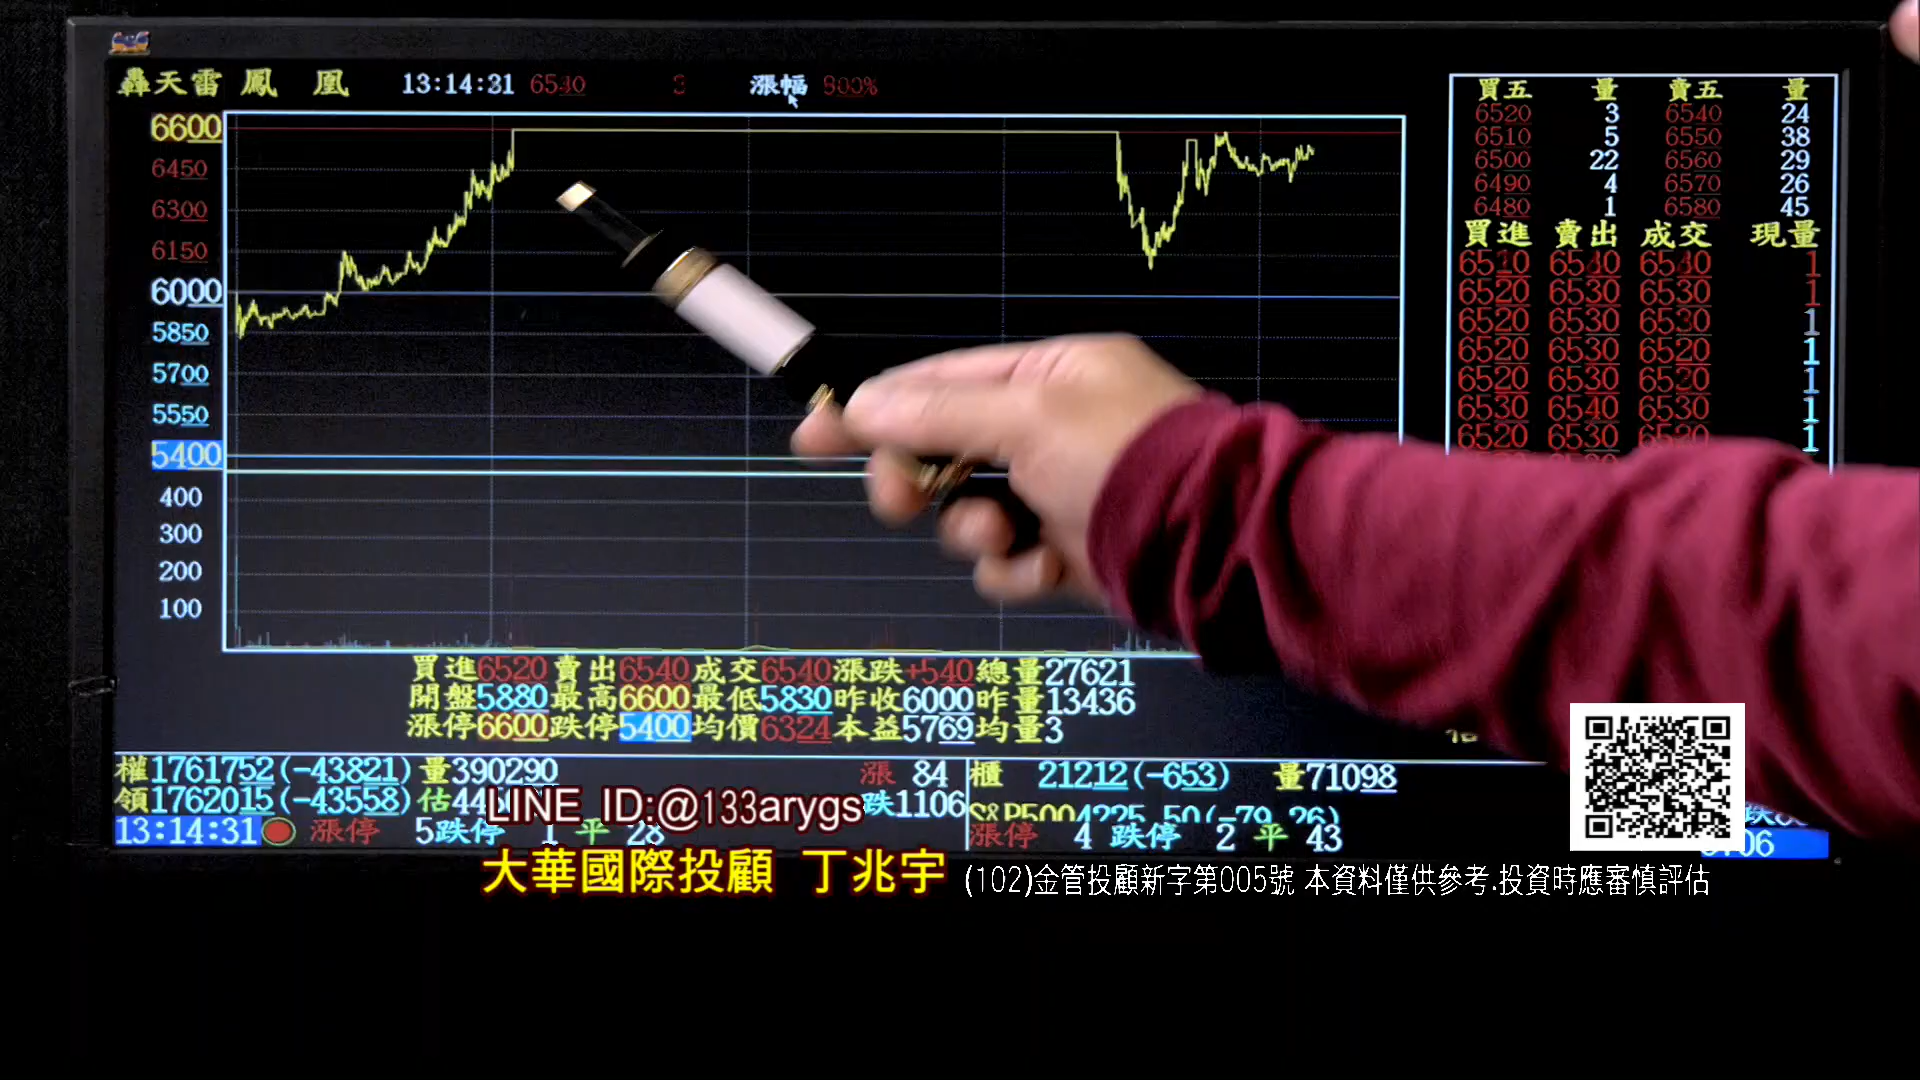 轟天雷 鳳 凰 13:14:31 6540 漲幅 900%
6600
6450
6300
6150
6000
5850
5700
5550
5400
400
300
200
100
買五 量 賣五 量
6520 3 6540 24
6510 5 6550 38
6500 22 6560 29
6490 4 6570 26
6480 1 6580 45
買進 賣出 成交 現量
6510 6540 6540 1
6520 6530 6530 1
6520 6530 6530 1
6520 6530 6520 1
6520 6530 6520 1
6530 6540 6530 1
6520 6530 6520 1
買進6520賣出6540成交6540漲跌+540總量27621
開盤5880最高6600最低5830昨收6000昨量13436
漲停6600跌停5400均價6324本益5769均量3
權1761752(-43821)量390290 漲 84 櫃 21212(-653) 量71098
領1762015(-43558)估 跌1106 S&P500 4225.50(-79.26)
13:14:31 漲停 5跌停 1 平 28 漲停 4 跌停 2 平 43
LINE ID:@133arygs
大華國際投顧 丁兆宇 (102)金管投顧新字第005號 本資料僅供參考.投資時應審慎評估